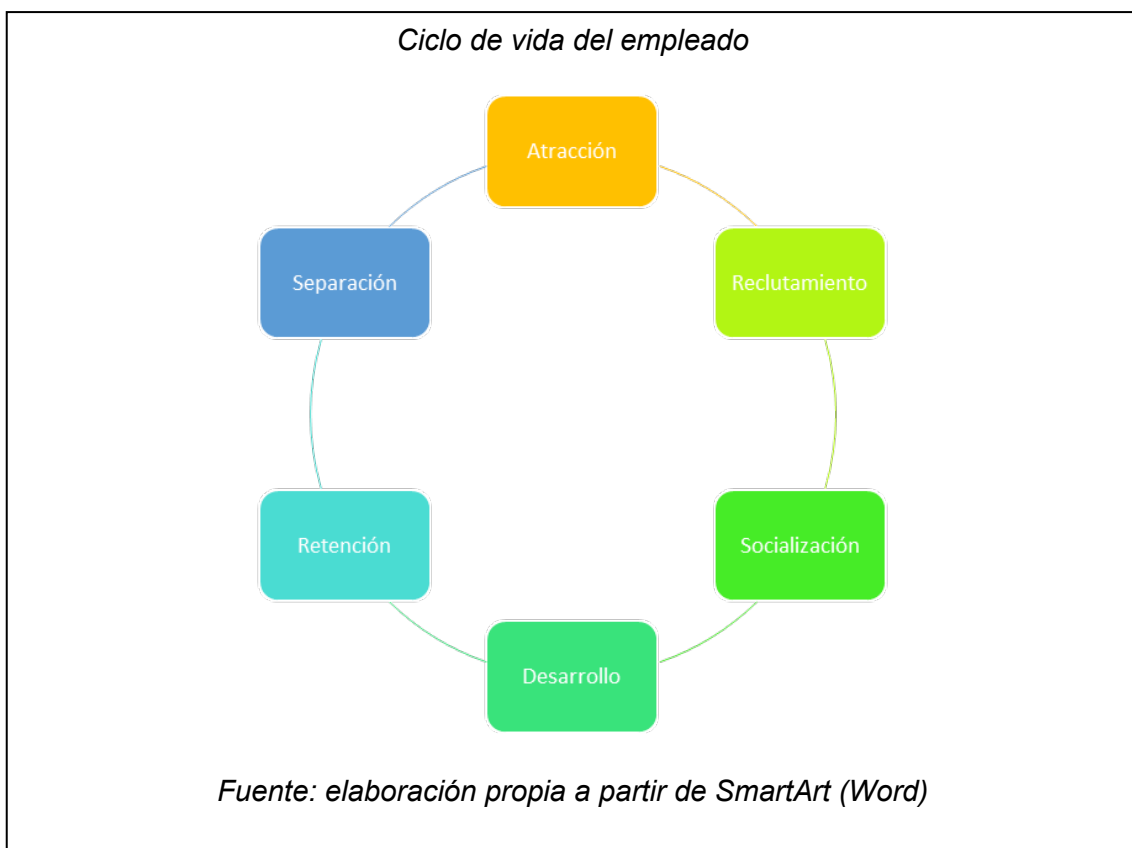 Ciclo de vida del empleado
Atracción
Reclutamiento
Socialización
Desarrollo
Retención
Separación
Fuente: elaboración propia a partir de SmartArt (Word)